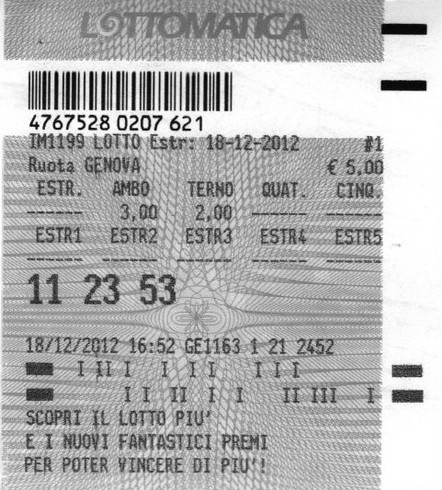 LOTTOMATICA
4767528 0207 621
IM1199 LOTTO Estr: 18-12-2012 #1
Ruota GENOVA € 5,00
ESTR. AMBO TERNO QUAT. CINQ.
------ 3,00 2,00 ------ ------
ESTR1 ESTR2 ESTR3 ESTR4 ESTR5
------ ------ ------ ------ ------
11 23 53
18/12/2012 16:52 GE1163 1 21 2452
SCOPRI IL LOTTO PIU'
E I NUOVI FANTASTICI PREMI
PER POTER VINCERE DI PIU'!